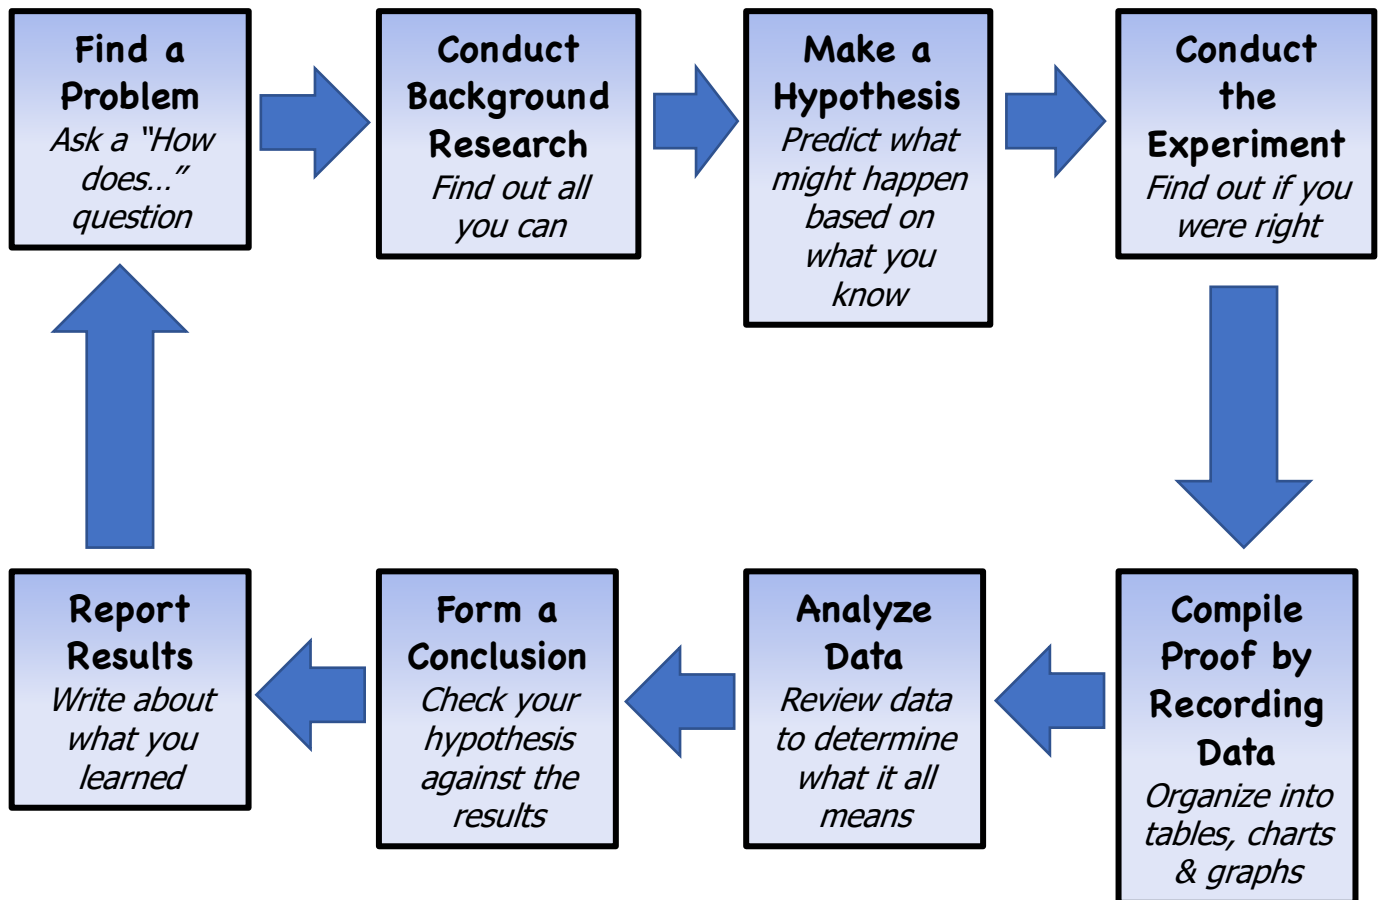 Find a
Problem
Ask a “How
does…”
question
Conduct
Background
Research
Find out all
you can
Make a
Hypothesis
Predict what
might happen
based on
what you
know
Conduct
the
Experiment
Find out if you
were right
Compile
Proof by
Recording
Data
Organize into
tables, charts
& graphs
Analyze
Data
Review data
to determine
what it all
means
Form a
Conclusion
Check your
hypothesis
against the
results
Report
Results
Write about
what you
learned